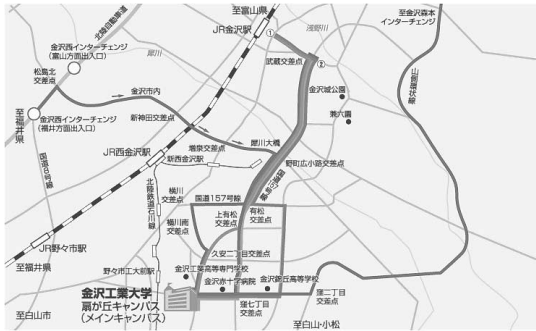 至富山県
JR金沢駅
①
浅野川
至金沢森本
インターチェンジ
北陸自動車道
金沢西インターチェンジ
(富山方面出入口)
犀川
武蔵交差点
②
山側環状線
松島北
交差点
金沢市内
金沢城公園
兼六園
至福井県
金沢西インターチェンジ
(福井方面出入口)
新神田交差点
犀川大橋
国道8号線
JR西金沢駅
増泉交差点
新西金沢駅
野町広小路交差点
北陸鉄道石川線
横川
交差点
国道157号線
横川南
交差点
上有松
交差点
有松
交差点
JR野々市駅
久安二丁目交差点
至福井県
野々市工大前駅
金沢工業高等専門学校
金沢赤十字病院
金沢錦丘高等学校
金沢工業大学
扇が丘キャンパス
(メインキャンパス)
窪七丁目
交差点
窪二丁目
交差点
至白山市
至白山・小松